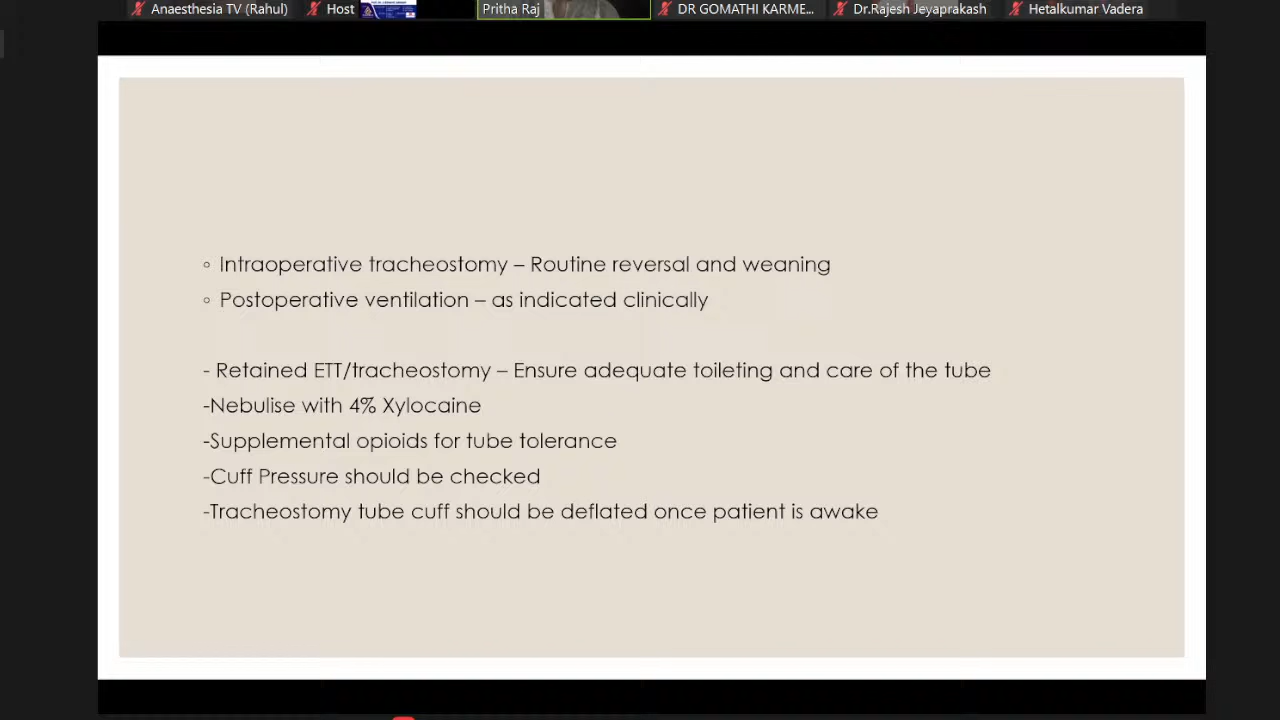 Anaesthesia TV (Rahul) Host Pritha Raj DR GOMATHI KARME... Dr.Rajesh Jeyaprakash Hetalkumar Vadera
◦ Intraoperative tracheostomy – Routine reversal and weaning
◦ Postoperative ventilation – as indicated clinically
- Retained ETT/tracheostomy – Ensure adequate toileting and care of the tube
-Nebulise with 4% Xylocaine
-Supplemental opioids for tube tolerance
-Cuff Pressure should be checked
-Tracheostomy tube cuff should be deflated once patient is awake